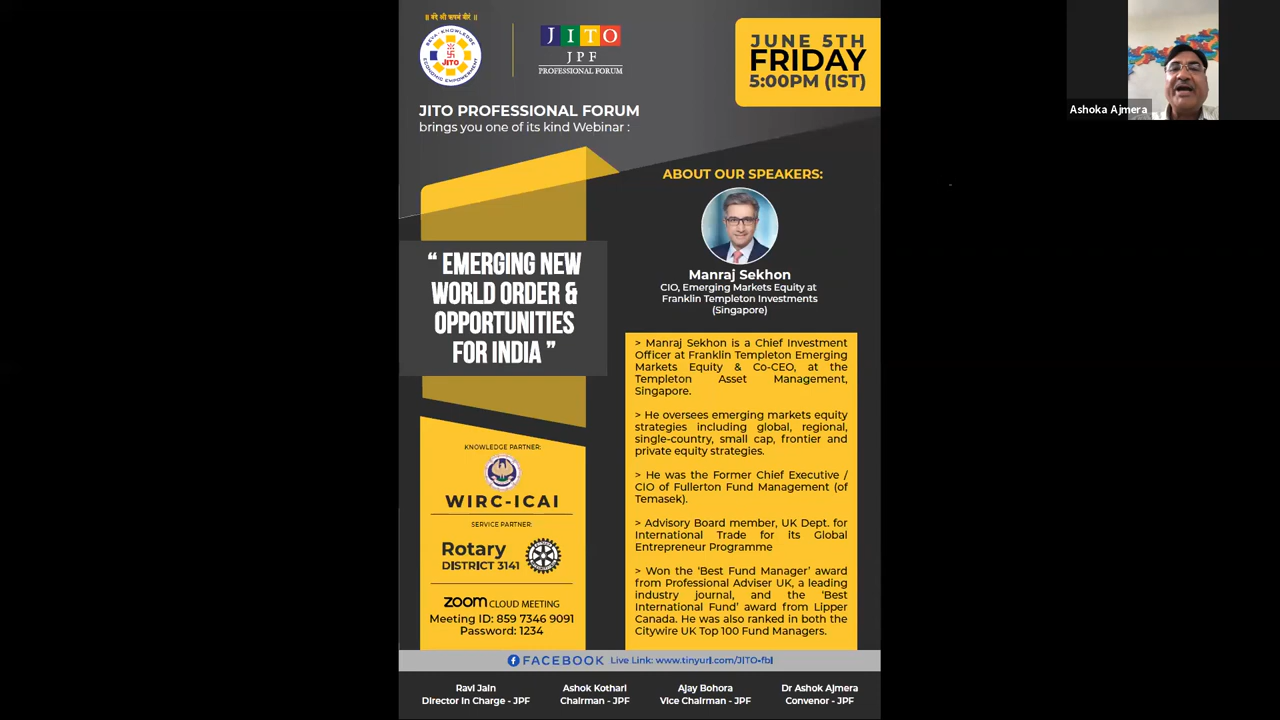 ॥ वंदे श्री ऋषभं वीरं ॥
SEVA • KNOWLEDGE
JITO
ECONOMIC EMPOWERMENT
JITO
JPF
PROFESSIONAL FORUM
JUNE 5TH
FRIDAY
5:00PM (IST)
Ashoka Ajmera
JITO PROFESSIONAL FORUM
brings you one of its kind Webinar :
“ EMERGING NEW
WORLD ORDER &
OPPORTUNITIES
FOR INDIA ”
KNOWLEDGE PARTNER:
WIRC-ICAI
SERVICE PARTNER:
Rotary
DISTRICT 3141
zoom CLOUD MEETING
Meeting ID: 859 7346 9091
Password: 1234
ABOUT OUR SPEAKERS:
Manraj Sekhon
CIO, Emerging Markets Equity at
Franklin Templeton Investments
(Singapore)
> Manraj Sekhon is a Chief Investment
Officer at Franklin Templeton Emerging
Markets Equity & Co-CEO, at the
Templeton Asset Management,
Singapore.
> He oversees emerging markets equity
strategies including global, regional,
single-country, small cap, frontier and
private equity strategies.
> He was the Former Chief Executive /
CIO of Fullerton Fund Management (of
Temasek).
> Advisory Board member, UK Dept. for
International Trade for its Global
Entrepreneur Programme
> Won the ‘Best Fund Manager’ award
from Professional Adviser UK, a leading
industry journal, and the ‘Best
International Fund’ award from Lipper
Canada. He was also ranked in both the
Citywire UK Top 100 Fund Managers.
FACEBOOK Live Link: www.tinyurl.com/JITO-fbl
Ravi Jain
Director In Charge - JPF
Ashok Kothari
Chairman - JPF
Ajay Bohora
Vice Chairman - JPF
Dr Ashok Ajmera
Convenor - JPF